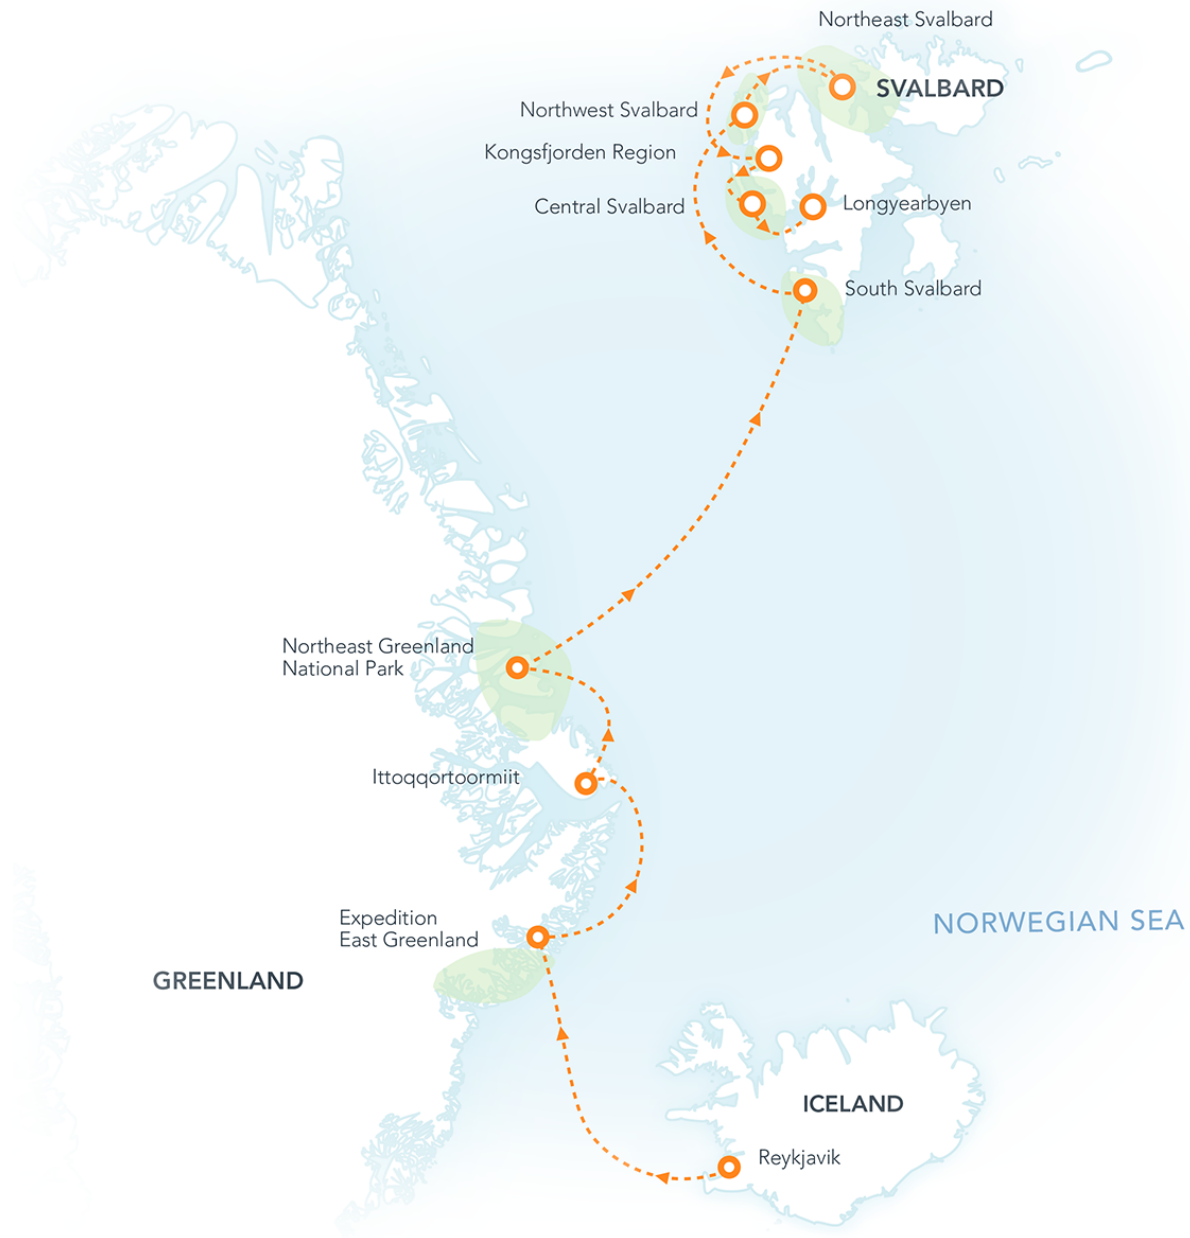 Northeast Svalbard
SVALBARD
Northwest Svalbard
Kongsfjorden Region
Central Svalbard
Longyearbyen
South Svalbard
Northeast Greenland
National Park
Ittoqqortoormiit
Expedition
East Greenland
NORWEGIAN SEA
GREENLAND
ICELAND
Reykjavik